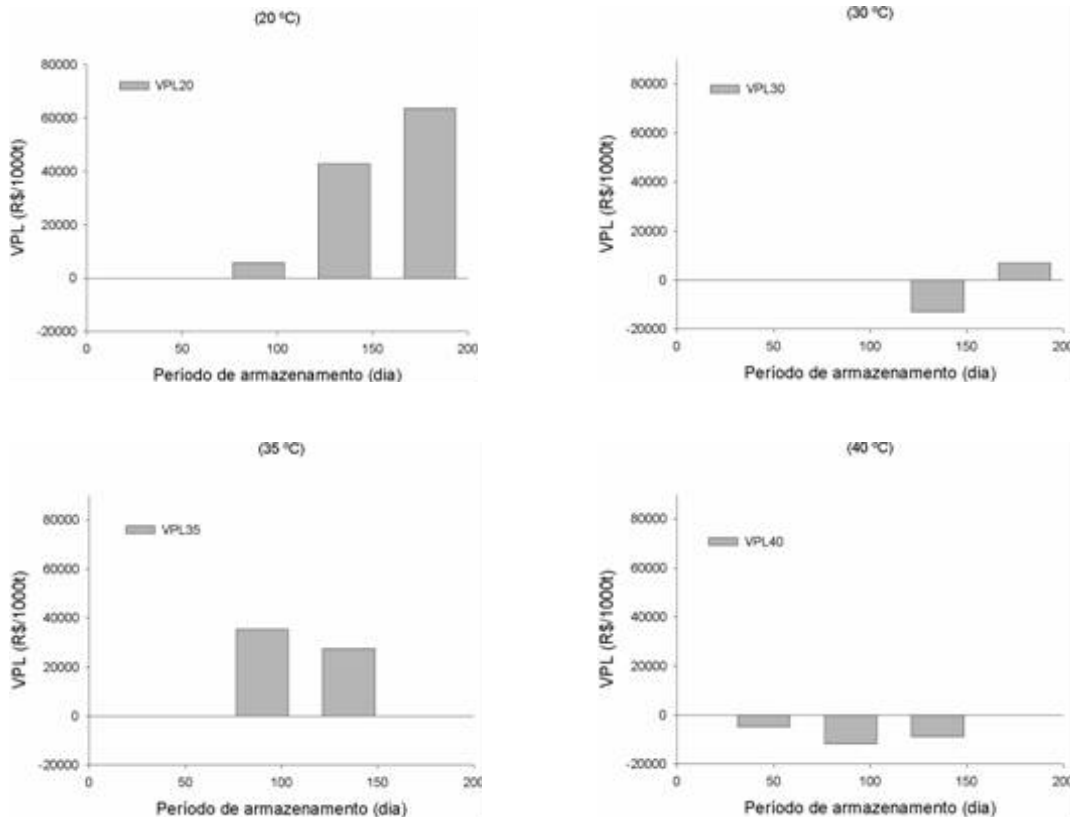 (20 ºC)
80000
60000
40000
20000
0
-20000
VPL20
VPL (R$/1000t)
0 50 100 150 200
Período de armazenamento (dia)
(30 ºC)
80000
60000
40000
20000
0
-20000
VPL30
VPL (R$/1000t)
0 50 100 150 200
Período de armazenamento (dia)
(35 ºC)
80000
60000
40000
20000
0
-20000
VPL35
VPL (R$/1000t)
0 50 100 150 200
Período de armazenamento (dia)
(40 ºC)
80000
60000
40000
20000
0
-20000
VPL40
VPL (R$/1000t)
0 50 100 150 200
Período de armazenamento (dia)